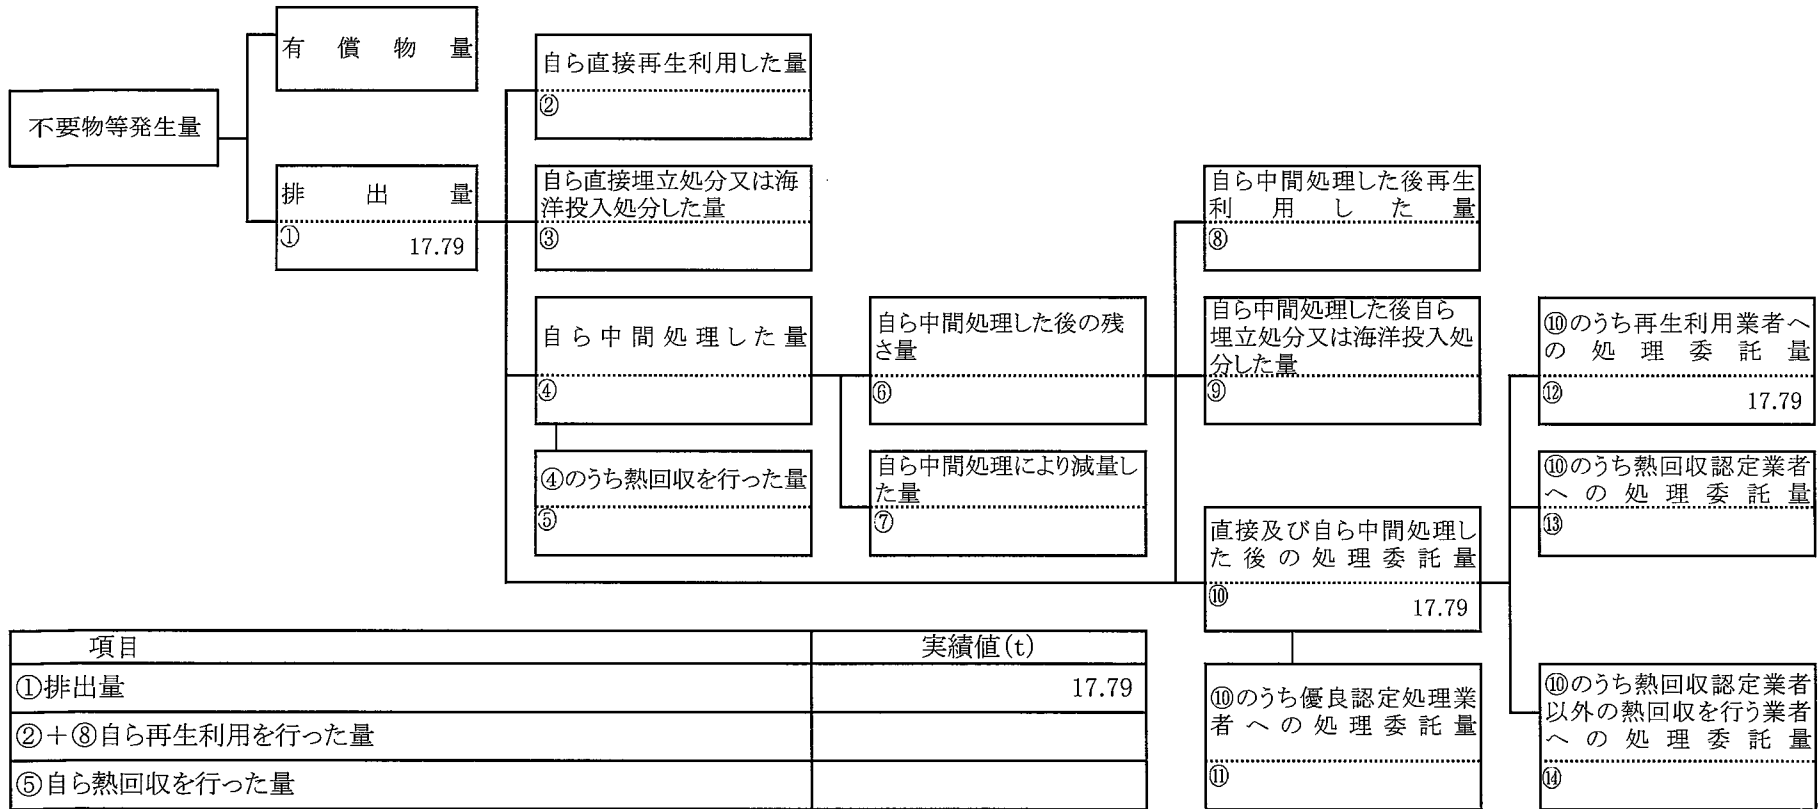 不要物等発生量
有償物量
排出量
①
17.79
自ら直接再生利用した量
②
自ら直接埋立処分又は海
洋投入処分した量
③
自ら中間処理した量
④
④のうち熱回収を行った量
⑤
自ら中間処理した後の残
さ量
⑥
自ら中間処理により減量し
た量
⑦
自ら中間処理した後再生
利用した量
⑧
自ら中間処理した後自ら
埋立処分又は海洋投入処
分した量
⑨
直接及び自ら中間処理し
た後の処理委託量
⑩
17.79
⑩のうち優良認定処理業
者への処理委託量
⑪
⑩のうち再生利用業者へ
の処理委託量
⑫
17.79
⑩のうち熱回収認定業者
への処理委託量
⑬
⑩のうち熱回収認定業者
以外の熱回収を行う業者
への処理委託量
⑭
項目 実績値(t)
①排出量 17.79
②+⑧自ら再生利用を行った量
⑤自ら熱回収を行った量